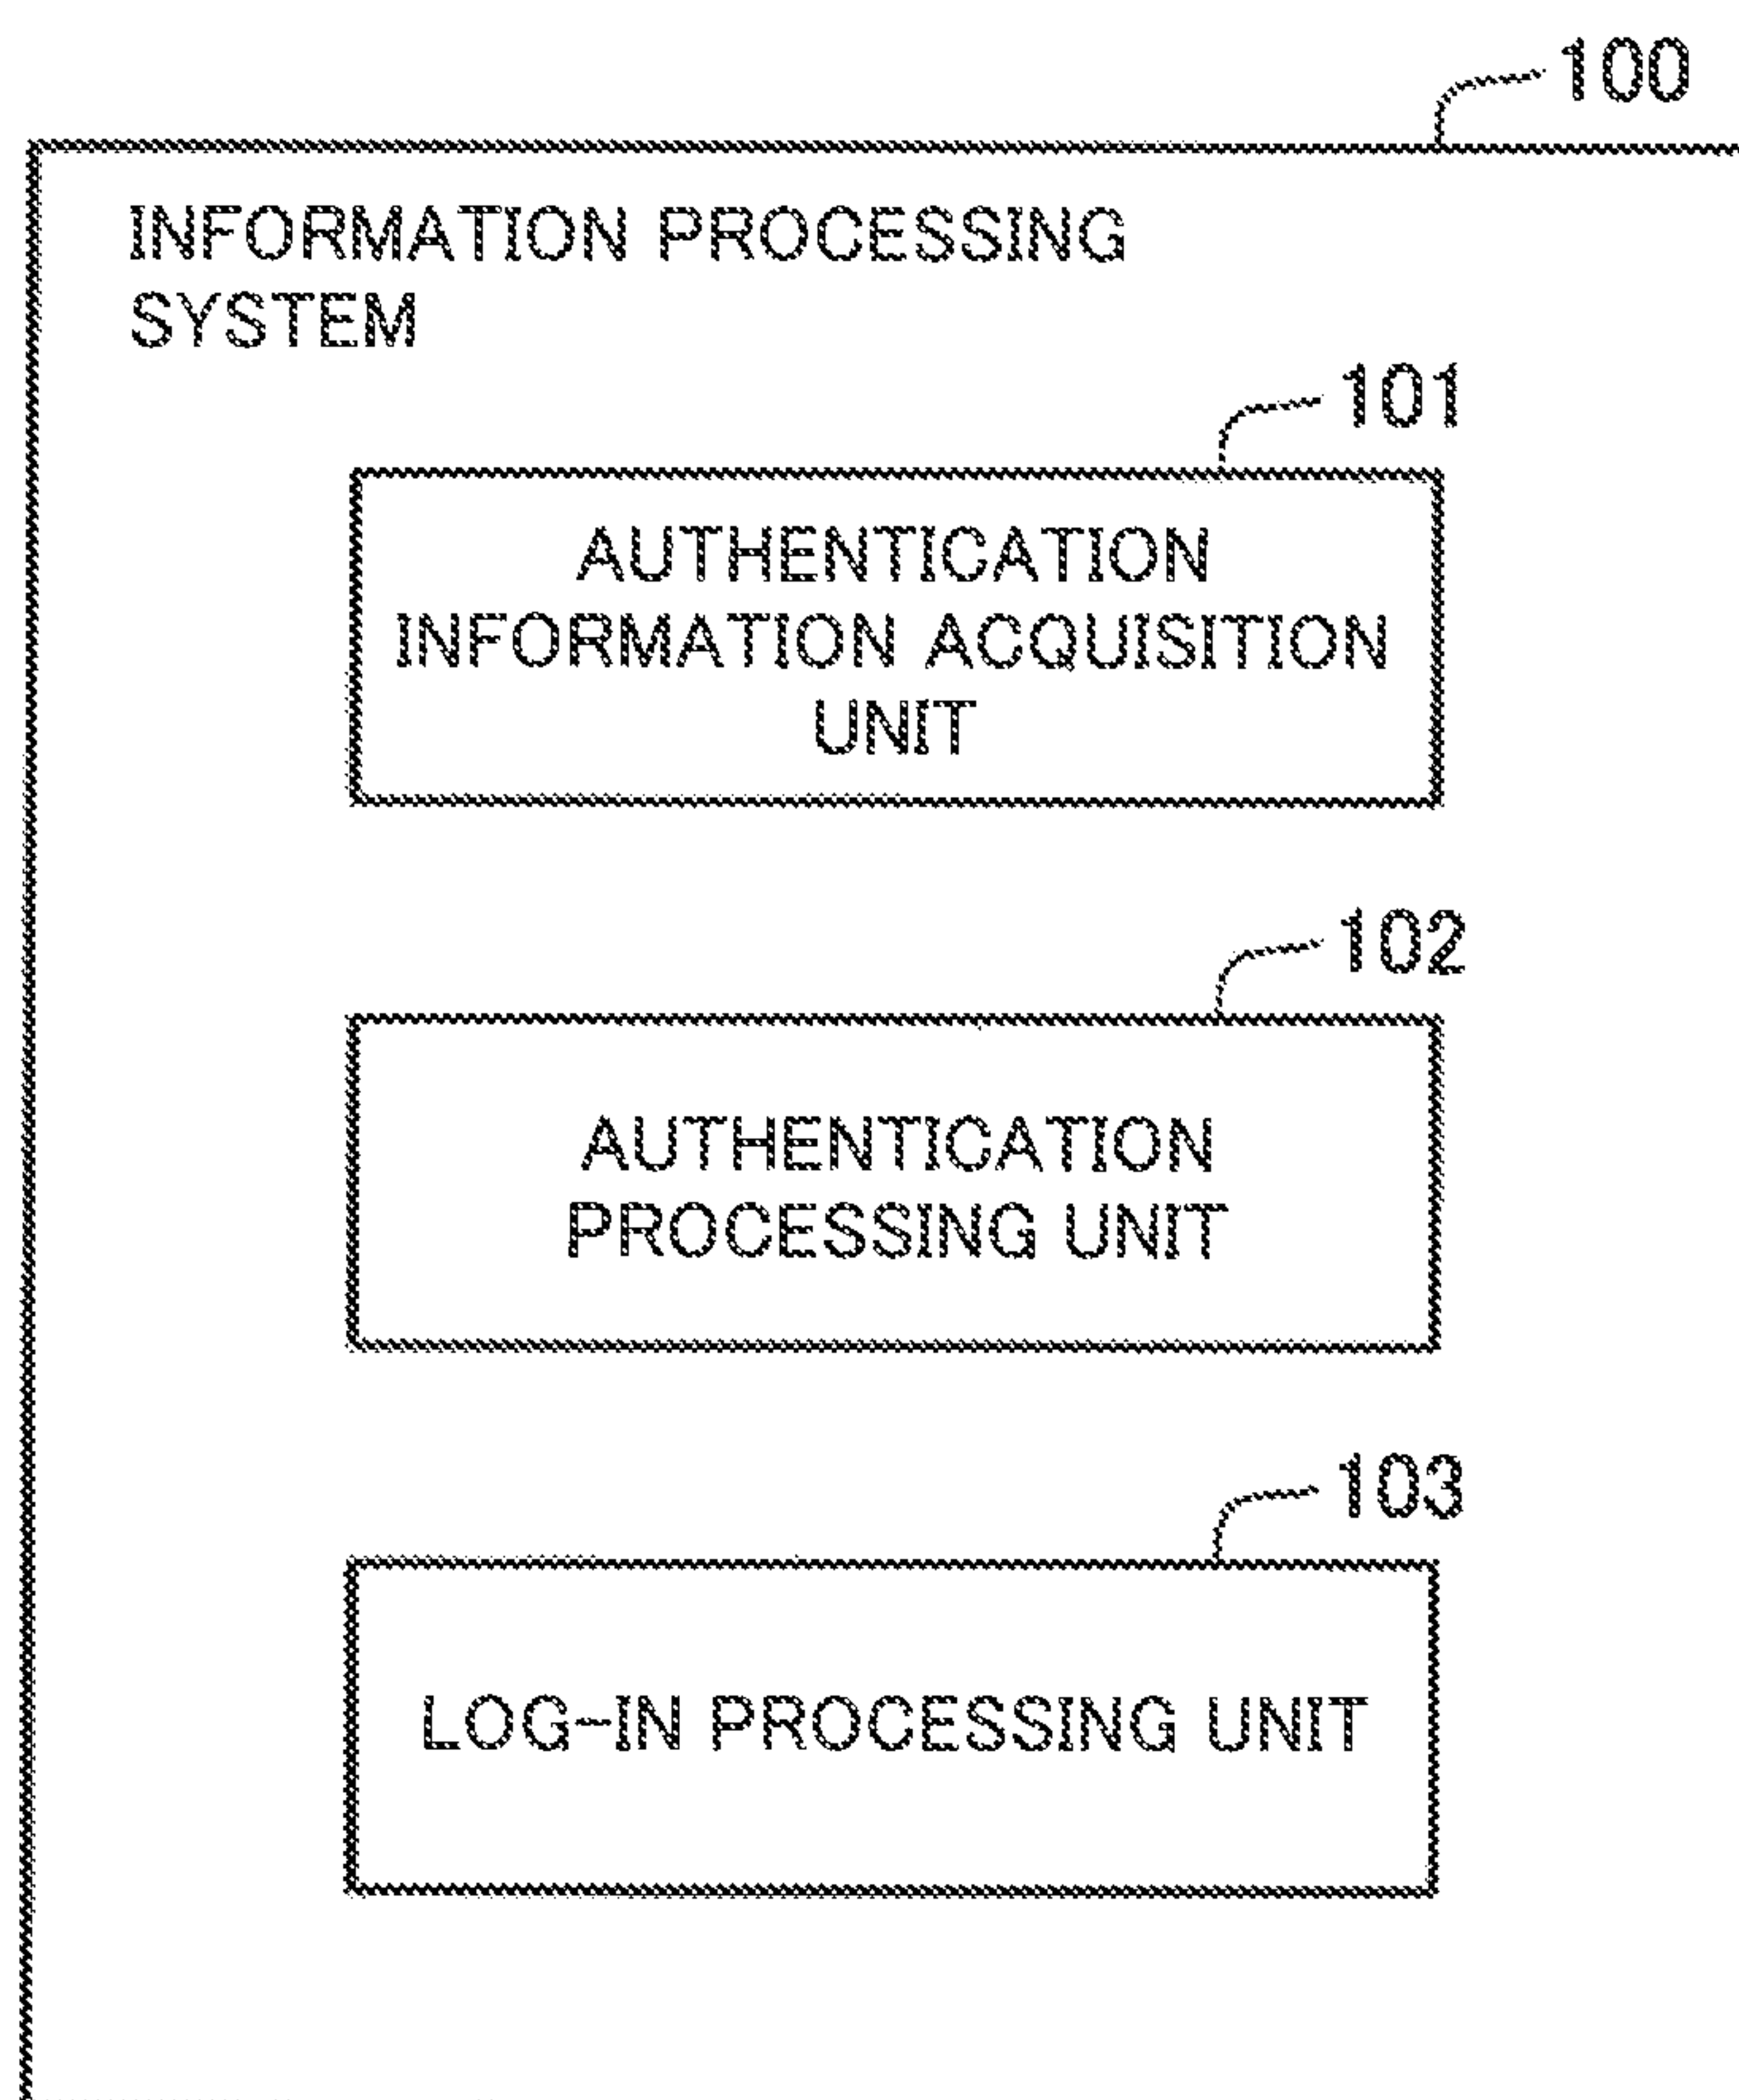 100
INFORMATION PROCESSING
SYSTEM
101
AUTHENTICATION
INFORMATION ACQUISITION
UNIT
102
AUTHENTICATION
PROCESSING UNIT
103
LOG-IN PROCESSING UNIT